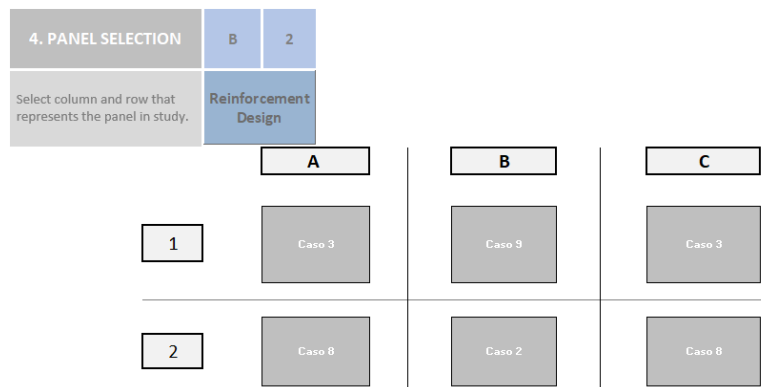 4. PANEL SELECTION B 2
Select column and row that
represents the panel in study.
Reinforcement
Design
A B C
1 Caso 3 Caso 9 Caso 3
2 Caso 8 Caso 2 Caso 8